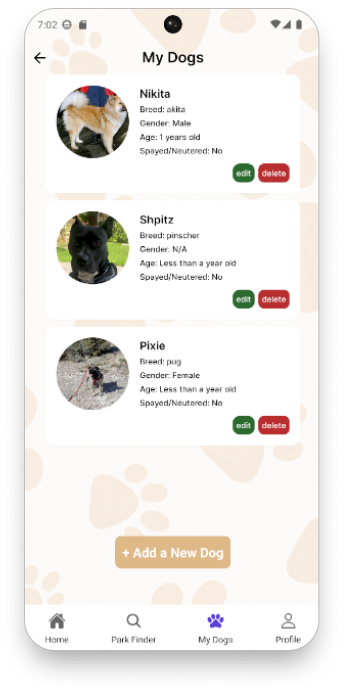 7:02
My Dogs
Nikita
Breed: akita
Gender: Male
Age: 1 years old
Spayed/Neutered: No
edit delete
Shpitz
Breed: pinscher
Gender: N/A
Age: Less than a year old
Spayed/Neutered: No
edit delete
Pixie
Breed: pug
Gender: Female
Age: Less than a year old
Spayed/Neutered: No
edit delete
+ Add a New Dog
Home Park Finder My Dogs Profile